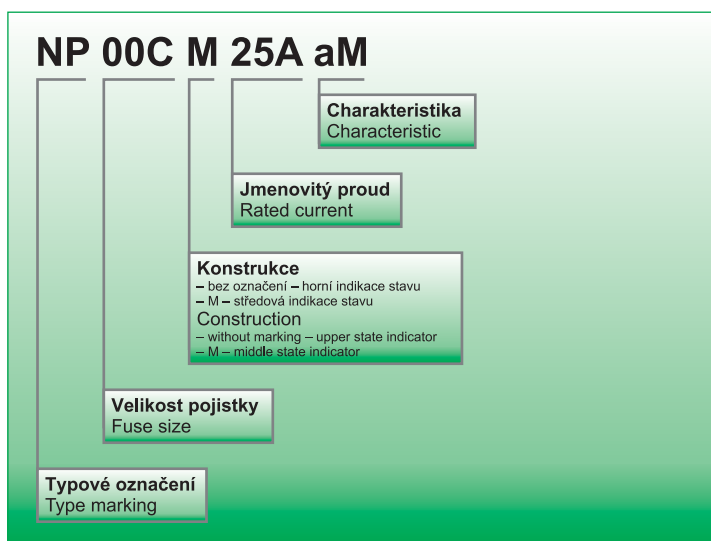 NP 00C M 25A aM
Charakteristika
Characteristic
Jmenovitý proud
Rated current
Konstrukce
– bez označení – horní indikace stavu
– M – středová indikace stavu
Construction
– without marking – upper state indicator
– M – middle state indicator
Velikost pojistky
Fuse size
Typové označení
Type marking